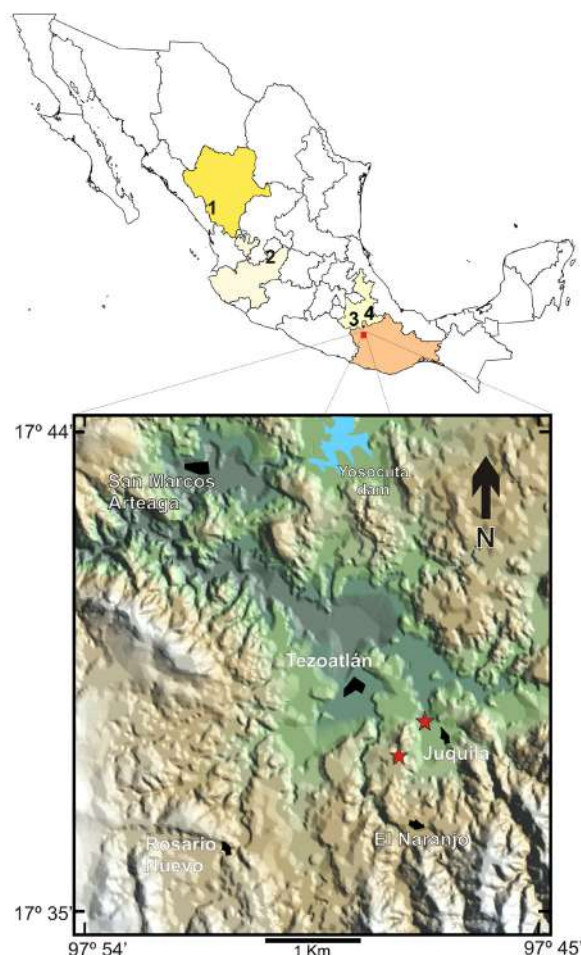 1
2
3 4
17º 44'
San Marcos
Arteaga
Yosocuta
dam
N
Tezoatlán
Juquila
El Naranjo
Rosario
Nuevo
17º 35'
97º 54'
1 Km
97º 45'